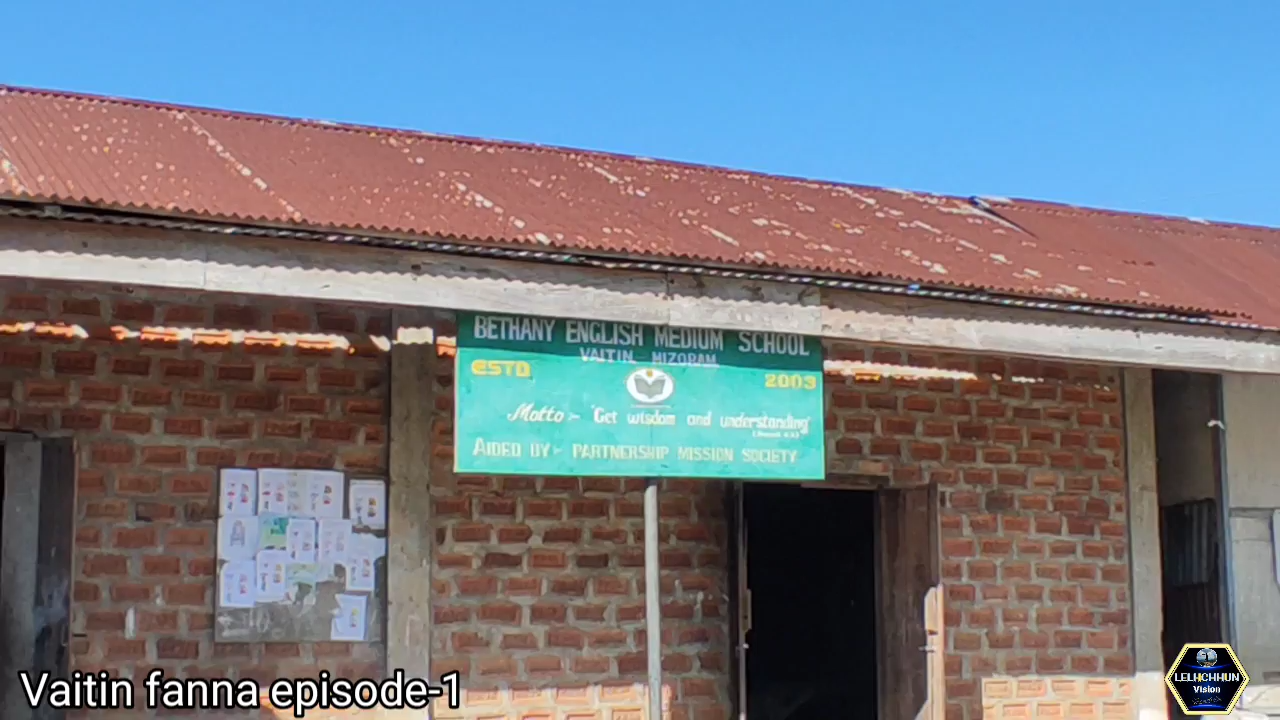 BETHANY ENGLISH MEDIUM SCHOOL
VAITIN MIZORAM
ESTD 2003
Motto :- 'Get wisdom and understanding'
AIDED BY :- PARTNERSHIP MISSION SOCIETY
Vaitin fanna episode-1
LELHCHHUN
Vision